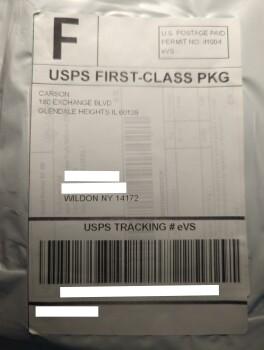 F
U.S. POSTAGE PAID
PERMIT NO. #1004
eVS
USPS FIRST-CLASS PKG
CARSON
180 EXCHANGE BLVD
GLENDALE HEIGHTS IL 60139
WILDON NY 14172
USPS TRACKING # eVS